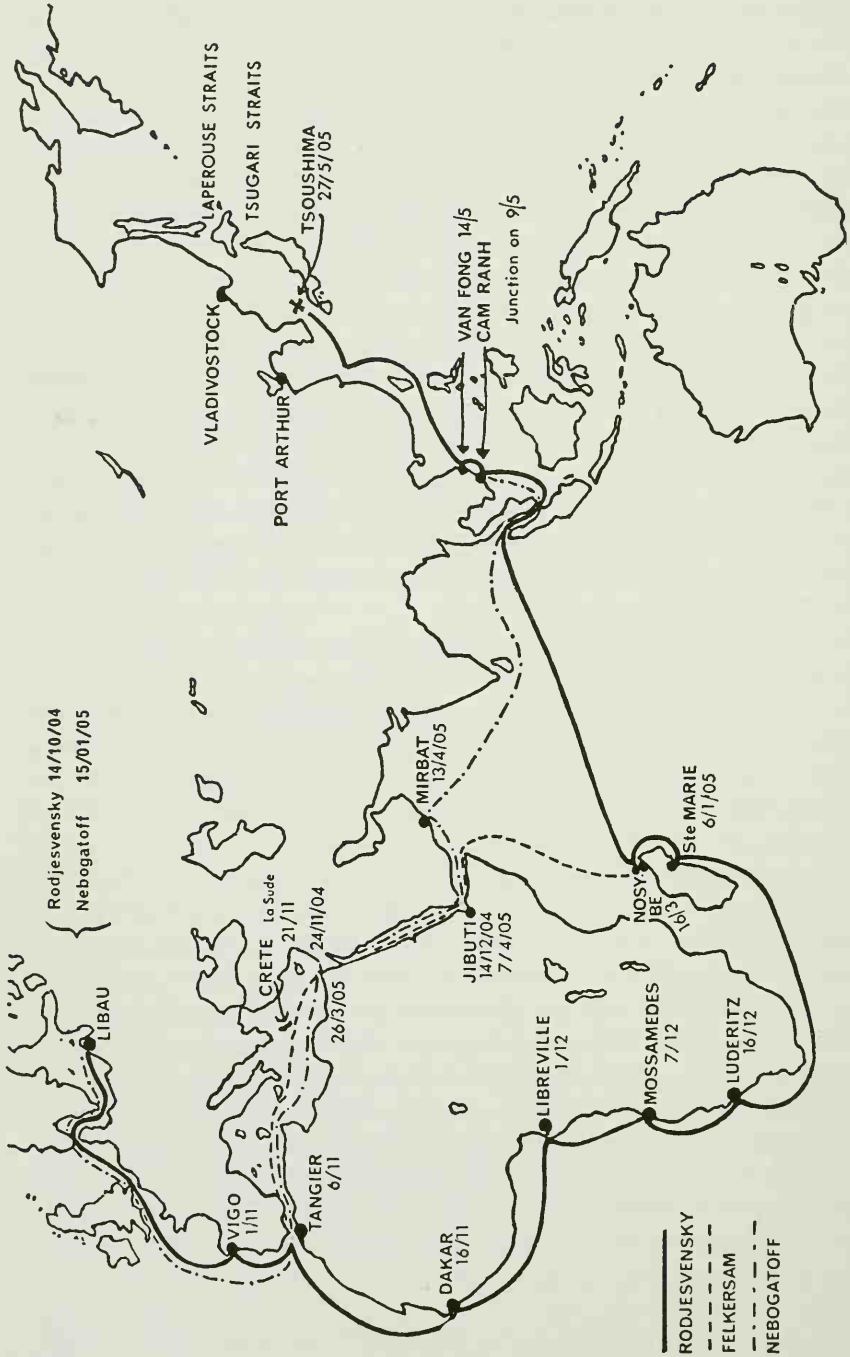 Rodjesvensky 14/10/04
Nebogatoff 15/01/05
LIBAU
VIGO
1/11
TANGIER
6/11
CRETE La Sude
21/11
24/11/04
26/3/05
DAKAR
16/11
LIBREVILLE
1/12
MOSSAMEDES
7/12
LUDERITZ
16/12
JIBUTI
14/12/04
7/4/05
MIRBAT
13/4/05
NOSY
BE
16/3
Ste MARIE
6/1/05
VAN FONG 14/5
CAM RANH
Junction on 9/5
PORT ARTHUR
VLADIVOSTOCK
TSOUSHIMA
27/5/05
LAPEROUSE STRAITS
TSUGARI STRAITS
RODJESVENSKY
FELKERSAM
NEBOGATOFF